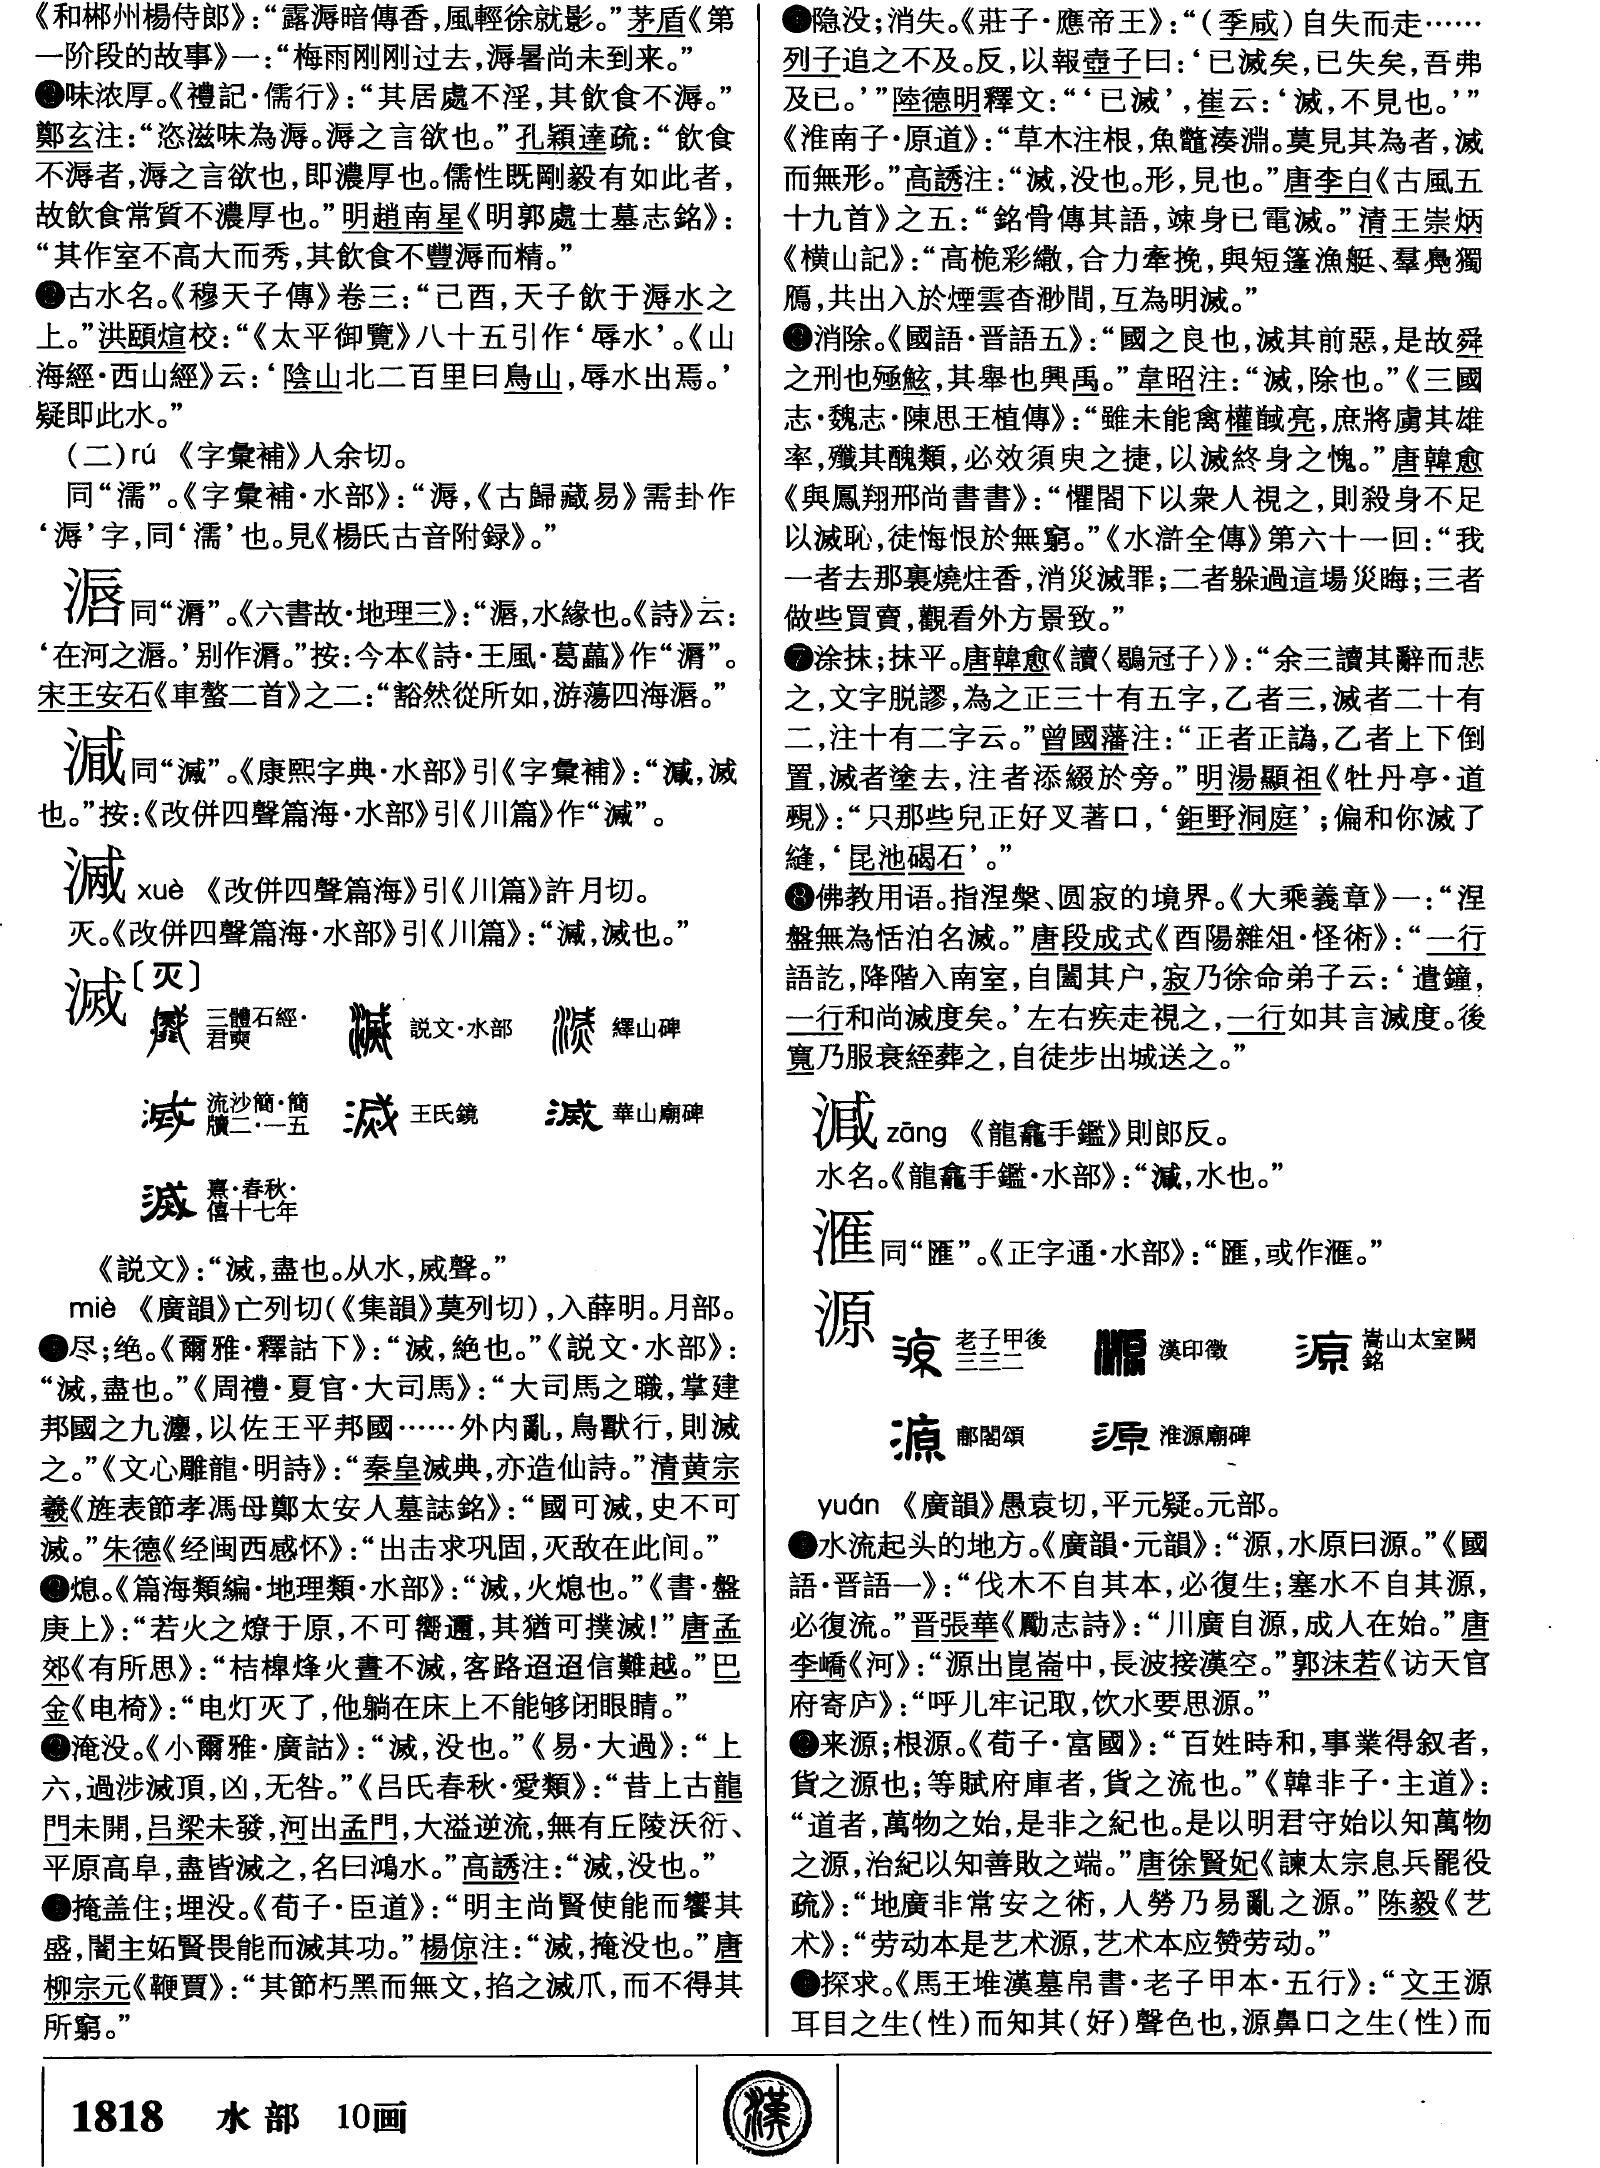 《和郴州楊侍郎》：“露溽暗傳香，風輕徐就影。”茅盾《第
一阶段的故事》一：“梅雨刚刚过去，溽暑尚未到来。”
味浓厚。《禮記·儒行》：“其居處不淫，其飲食不溽。”
鄭玄注：“恣滋味為溽。溽之言欲也。”孔穎達疏：“飲食
不溽者，溽之言欲也，即濃厚也。儒性既剛毅有如此者，
故飲食常質不濃厚也。”明趙南星《明郭處士墓志銘》：
“其作室不高大而秀，其飲食不豐溽而精。”
古水名。《穆天子傳》卷三：“己酉，天子飲于溽水之
上。”洪頤煊校：“《太平御覽》八十五引作‘辱水’。《山
海經·西山經》云：‘陰山北二百里曰鳥山，辱水出焉。’
疑即此水。”
（二）rú 《字彙補》人余切。
同“濡”。《字彙補·水部》：“溽，《古歸藏易》需卦作
‘溽’字，同‘濡’也。見《楊氏古音附録》。”
漘同“漘”。《六書故·地理三》：“，水緣也。《詩》云：
‘在河之。’别作漘。”按：今本《詩·王風·葛藟》作“漘”。
宋王安石《車螯二首》之二：“豁然從所如，游蕩四海。”
同“”。《康熙字典·水部》引《字彙補》：“，滅
也。”按：《改併四聲篇海·水部》引《川篇》作“”。
xuè 《改併四聲篇海》引《川篇》許月切。
灭。《改併四聲篇海·水部》引《川篇》：“，滅也。”
滅〔灭〕
三體石經·君奭 説文·水部 繹山碑
流沙簡·簡牘二·一五 王氏鏡 華山廟碑
熹·春秋·僖十七年
《説文》：“滅，盡也。从水，烕聲。”
miè 《廣韻》亡列切（《集韻》莫列切），入薛明。月部。
尽；绝。《爾雅·釋詁下》：“滅，絶也。”《説文·水部》：
“滅，盡也。”《周禮·夏官·大司馬》：“大司馬之職，掌建
邦國之九灋，以佐王平邦國……外内亂，鳥獸行，則滅
之。”《文心雕龍·明詩》：“秦皇滅典，亦造仙詩。”清黄宗
羲《旌表節孝馮母鄭太安人墓誌銘》：“國可滅，史不可
滅。”朱德《经闽西感怀》：“出击求巩固，灭敌在此间。”
熄。《篇海類編·地理類·水部》：“滅，火熄也。”《書·盤
庚上》：“若火之燎于原，不可嚮邇，其猶可撲滅！”唐孟
郊《有所思》：“桔槔烽火晝不滅，客路迢迢信難越。”巴
金《电椅》：“电灯灭了，他躺在床上不能够闭眼睛。”
淹没。《小爾雅·廣詁》：“滅，没也。”《易·大過》：“上
六，過涉滅頂，凶，无咎。”《吕氏春秋·愛類》：“昔上古龍
門未開，吕梁未發，河出孟門，大溢逆流，無有丘陵沃衍、
平原高阜，盡皆滅之，名曰鴻水。”高誘注：“滅，没也。”
掩盖住；埋没。《荀子·臣道》：“明主尚賢使能而饗其
盛，闇主妬賢畏能而滅其功。”楊倞注：“滅，掩没也。”唐
柳宗元《鞭賈》：“其節朽黑而無文，掐之滅爪，而不得其
所窮。”
隐没；消失。《莊子·應帝王》：“（季咸）自失而走……
列子追之不及。反，以報壺子曰：‘已滅矣，已失矣，吾弗
及已。’”陸德明釋文：“‘已滅’，崔云：‘滅，不見也。’”
《淮南子·原道》：“草木注根，魚鼈湊淵。莫見其為者，滅
而無形。”高誘注：“滅，没也。形，見也。”唐李白《古風五
十九首》之五：“銘骨傳其語，竦身已電滅。”清王崇炳
《横山記》：“高桅彩繳，合力牽挽，與短篷漁艇、羣鳧獨
鴈，共出入於煙雲杳渺間，互為明滅。”
消除。《國語·晋語五》：“國之良也，滅其前惡，是故舜
之刑也殛鮌，其舉也興禹。”韋昭注：“滅，除也。”《三國
志·魏志·陳思王植傳》：“雖未能禽權馘亮，庶將虜其雄
率，殲其醜類，必效須臾之捷，以滅終身之愧。”唐韓愈
《與鳳翔邢尚書書》：“懼閣下以衆人視之，則殺身不足
以滅恥，徒悔恨於無窮。”《水滸全傳》第六十一回：“我
一者去那裏燒炷香，消災滅罪；二者躲過這場災晦；三者
做些買賣，觀看外方景致。”
❼涂抹；抹平。唐韓愈《讀〈鶡冠子〉》：“余三讀其辭而悲
之，文字脱謬，為之正三十有五字，乙者三，滅者二十有
二，注十有二字云。”曾國藩注：“正者正譌，乙者上下倒
置，滅者塗去，注者添綴於旁。”明湯顯祖《牡丹亭·道
覡》：“只那些兒正好叉著口，‘鉅野洞庭’；偏和你滅了
縫，‘昆池碣石’。”
❽佛教用语。指涅槃、圆寂的境界。《大乘義章》一：“涅
盤無為恬泊名滅。”唐段成式《酉陽雜俎·怪術》：“一行
語訖，降階入南室，自闔其户，寂乃徐命弟子云：‘遣鐘，
一行和尚滅度矣。’左右疾走視之，一行如其言滅度。後
寬乃服衰絰葬之，自徒步出城送之。”
zāng 《龍龕手鑑》則郎反。
水名。《龍龕手鑑·水部》：“，水也。”
滙同“匯”。《正字通·水部》：“匯，或作滙。”
源
老子甲後三三二 漢印徵 嵩山太室闕銘
郙閣頌 淮源廟碑
yuán 《廣韻》愚袁切，平元疑。元部。
水流起头的地方。《廣韻·元韻》：“源，水原曰源。”《國
語·晋語一》：“伐木不自其本，必復生；塞水不自其源，
必復流。”晋張華《勵志詩》：“川廣自源，成人在始。”唐
李嶠《河》：“源出崑崙中，長波接漢空。”郭沫若《访天官
府寄庐》：“呼儿牢记取，饮水要思源。”
来源；根源。《荀子·富國》：“百姓時和，事業得叙者，
貨之源也；等賦府庫者，貨之流也。”《韓非子·主道》：
“道者，萬物之始，是非之紀也。是以明君守始以知萬物
之源，治紀以知善敗之端。”唐徐賢妃《諫太宗息兵罷役
疏》：“地廣非常安之術，人勞乃易亂之源。”陈毅《艺
术》：“劳动本是艺术源，艺术本应赞劳动。”
探求。《馬王堆漢墓帛書·老子甲本·五行》：“文王源
耳目之生（性）而知其（好）聲色也，源鼻口之生（性）而
1818 水部 10画
漢